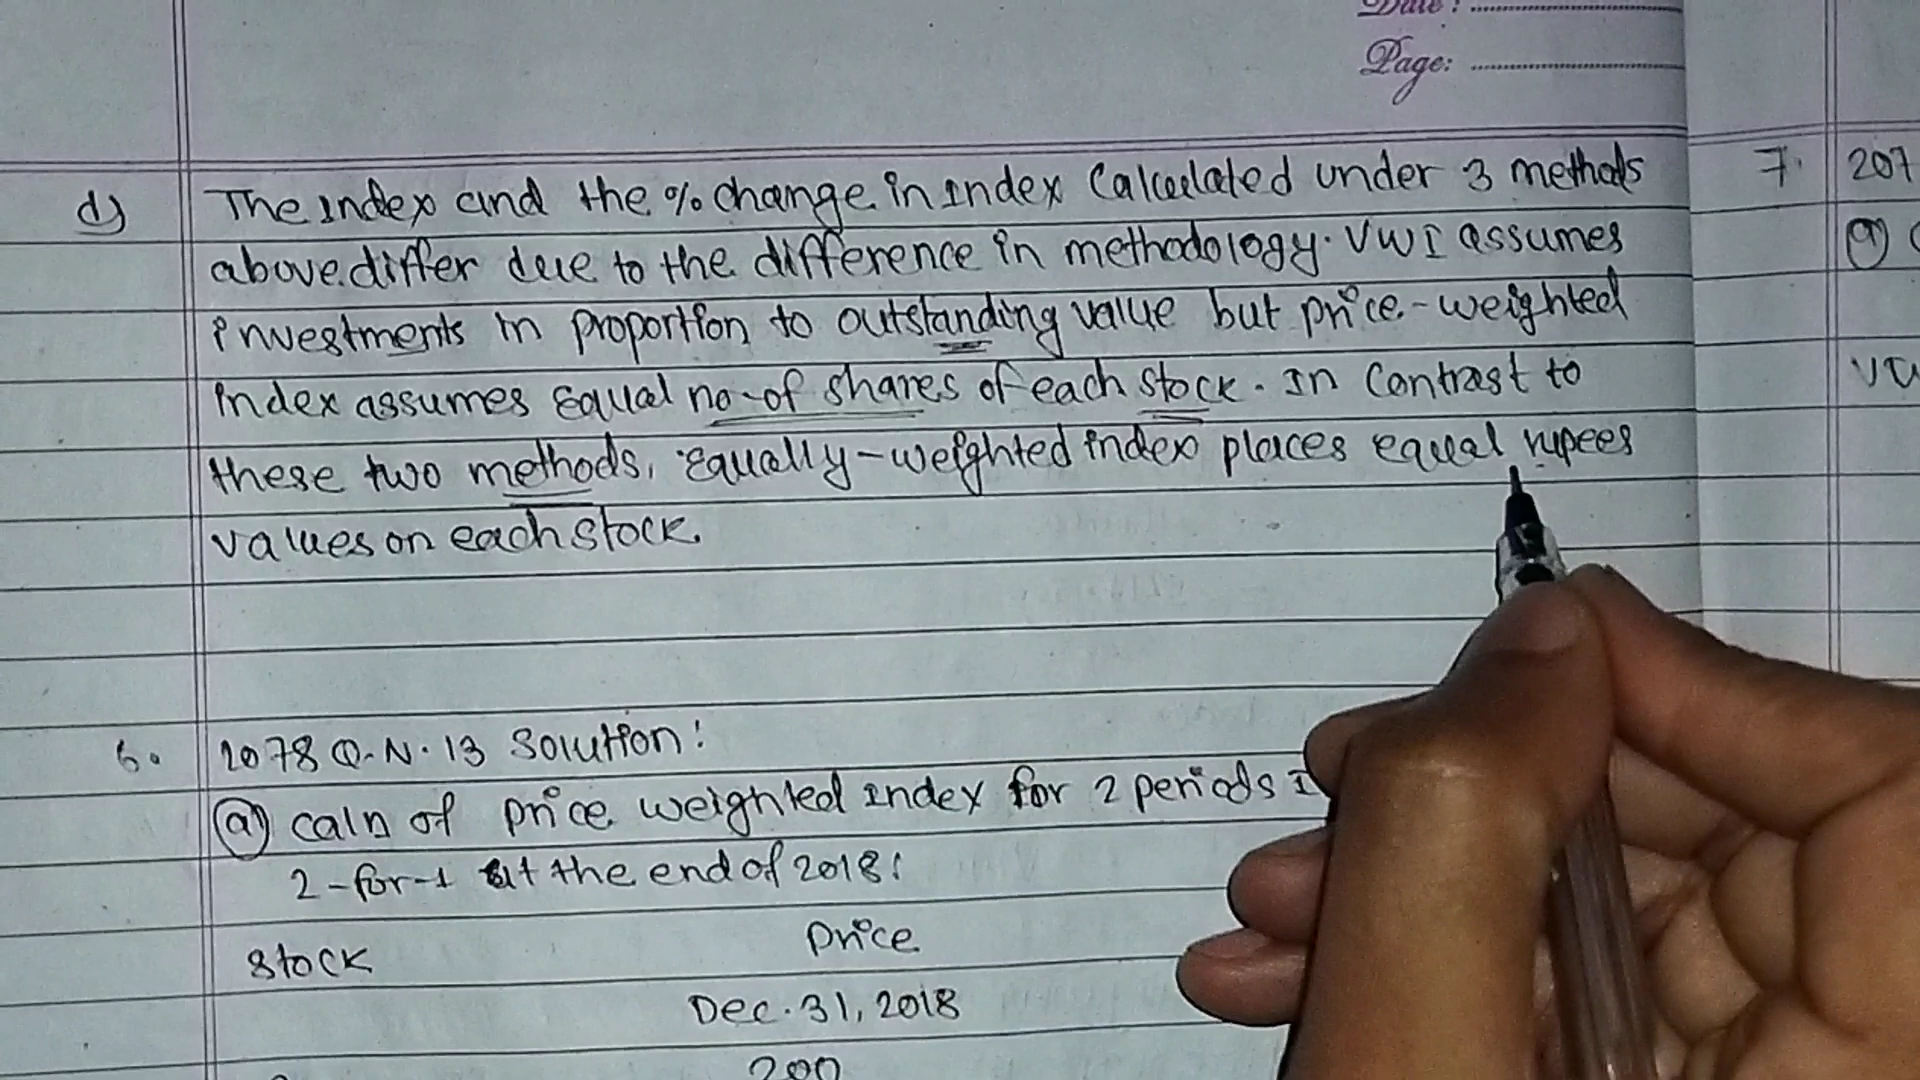 Date: ..........
Page: ..........
d) The Index and the % change in Index Calculated under 3 methods
above differ due to the difference in methodology. VWI assumes
investments in proportion to outstanding value but price-weighted
index assumes Equal no. of shares of each stock. In Contrast to
these two methods, Equally-weighted index places equal rupees
values on each stock.
6. 2078 Q.N.13 Solution:
(a) Caln of price weighted Index for 2 periods
2-for-1 at the end of 2018:
Stock Price
Dec. 31, 2018
200
7. 207
(a)